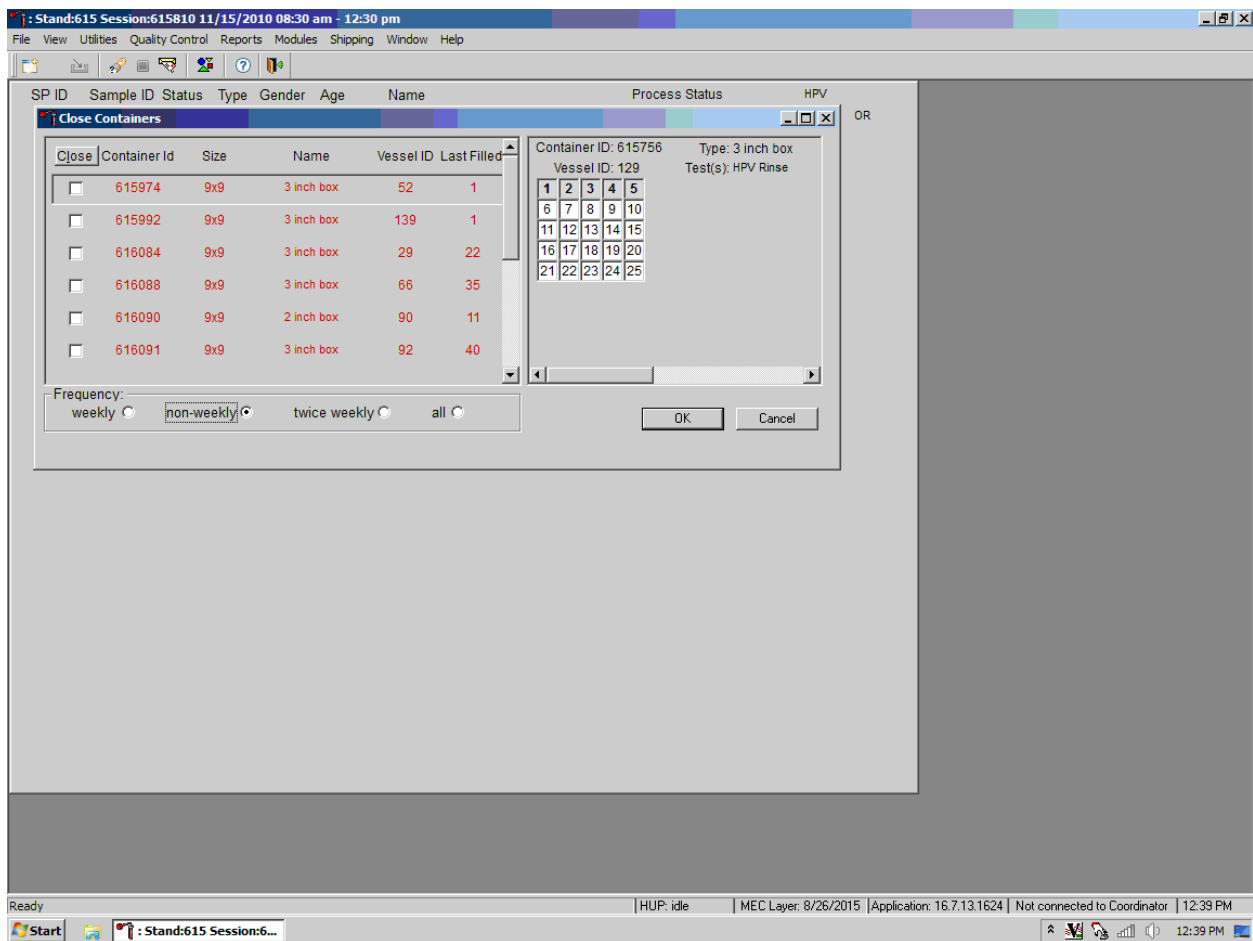 : Stand:615 Session:615810 11/15/2010 08:30 am - 12:30 pm
File View Utilities Quality Control Reports Modules Shipping Window Help
SP ID Sample ID Status Type Gender Age Name Process Status HPV
OR
Close Containers
Close Container Id Size Name Vessel ID Last Filled
615974 9x9 3 inch box 52 1
615992 9x9 3 inch box 139 1
616084 9x9 3 inch box 29 22
616088 9x9 3 inch box 66 35
616090 9x9 2 inch box 90 11
616091 9x9 3 inch box 92 40
Container ID: 615756 Type: 3 inch box
Vessel ID: 129 Test(s): HPV Rinse
1 2 3 4 5
6 7 8 9 10
11 12 13 14 15
16 17 18 19 20
21 22 23 24 25
Frequency:
weekly non-weekly twice weekly all
OK Cancel
Ready HUP: idle MEC Layer: 8/26/2015 Application: 16.7.13.1624 Not connected to Coordinator 12:39 PM
Start : Stand:615 Session:6... 12:39 PM